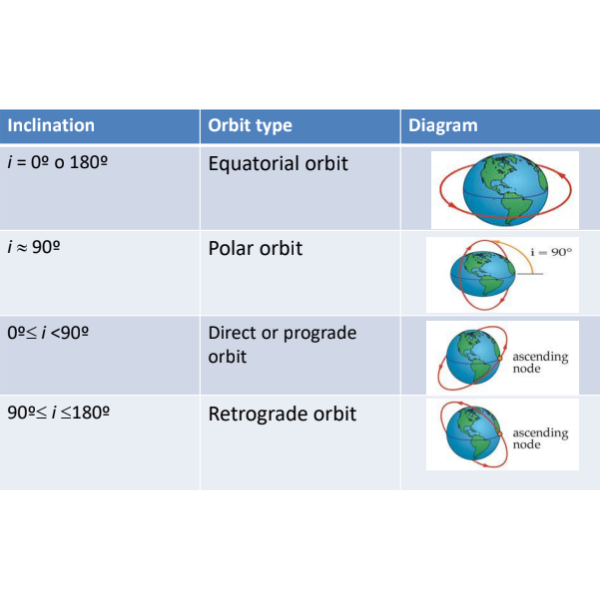 Inclination Orbit type Diagram
i = 0º o 180º Equatorial orbit
i ≈ 90º Polar orbit i = 90°
0º≤ i <90º Direct or prograde
orbit
ascending
node
90º≤ i ≤180º Retrograde orbit
ascending
node